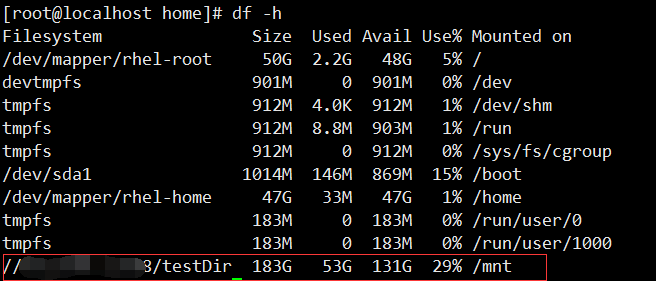 [root@localhost home]# df -h
Filesystem Size Used Avail Use% Mounted on
/dev/mapper/rhel-root 50G 2.2G 48G 5% /
devtmpfs 901M 0 901M 0% /dev
tmpfs 912M 4.0K 912M 1% /dev/shm
tmpfs 912M 8.8M 903M 1% /run
tmpfs 912M 0 912M 0% /sys/fs/cgroup
/dev/sda1 1014M 146M 869M 15% /boot
/dev/mapper/rhel-home 47G 33M 47G 1% /home
tmpfs 183M 0 183M 0% /run/user/0
tmpfs 183M 0 183M 0% /run/user/1000
// 8/testDir 183G 53G 131G 29% /mnt